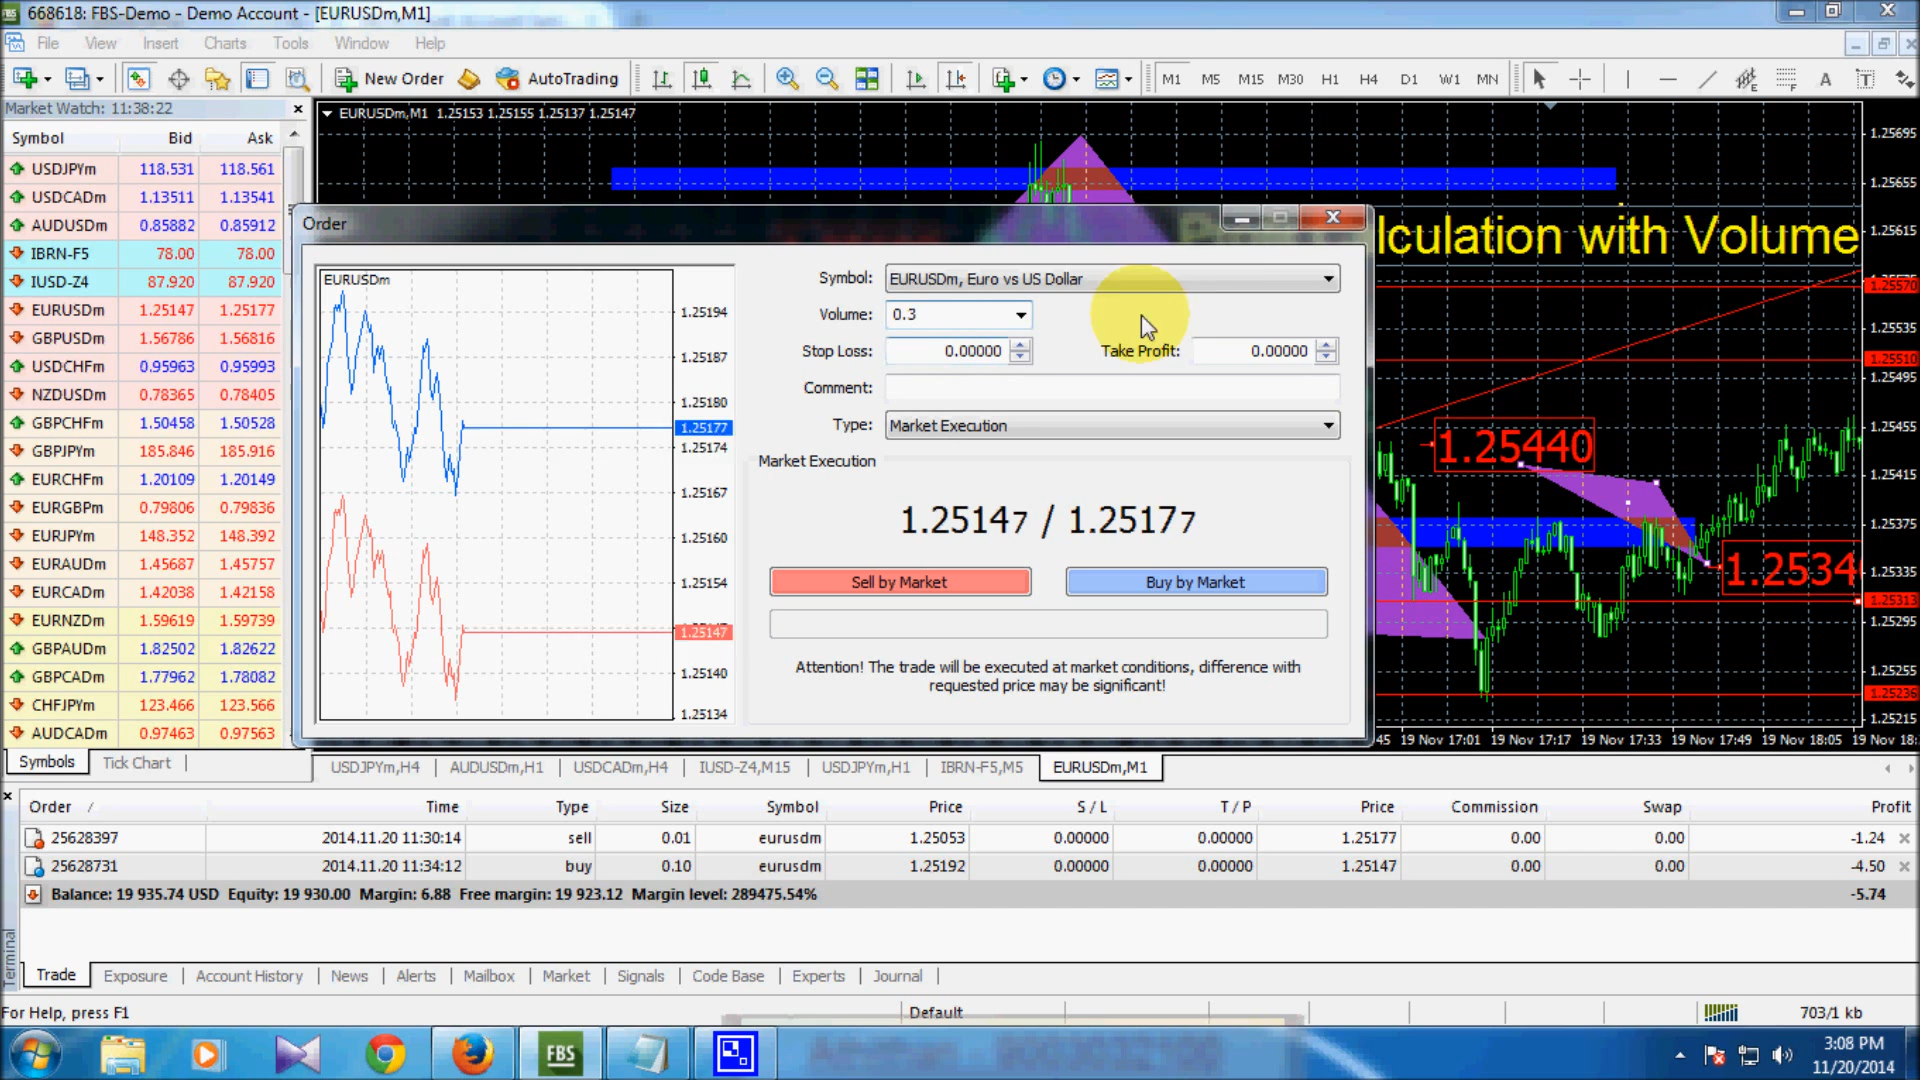 668618: FBS-Demo - Demo Account - [EURUSDm,M1]
File View Insert Charts Tools Window Help
New Order AutoTrading M1 M5 M15 M30 H1 H4 D1 W1 MN
Market Watch: 11:38:22
Symbol Bid Ask
USDJPYm 118.531 118.561
USDCADm 1.13511 1.13541
AUDUSDm 0.85882 0.85912
IBRN-F5 78.00 78.00
IUSD-Z4 87.920 87.920
EURUSDm 1.25147 1.25177
GBPUSDm 1.56786 1.56816
USDCHFm 0.95963 0.95993
NZDUSDm 0.78365 0.78405
GBPCHFm 1.50458 1.50528
GBPJPYm 185.846 185.916
EURCHFm 1.20109 1.20149
EURGBPm 0.79806 0.79836
EURJPYm 148.352 148.392
EURAUDm 1.45687 1.45757
EURCADm 1.42038 1.42158
EURNZDm 1.59619 1.59739
GBPAUDm 1.82502 1.82622
GBPCADm 1.77962 1.78082
CHFJPYm 123.466 123.566
AUDCADm 0.97463 0.97563
Symbols Tick Chart
EURUSDm,M1 1.25153 1.25155 1.25137 1.25147
lculation with Volume
1.25440
1.2534
1.25695
1.25655
1.25615
1.25570
1.25535
1.25510
1.25495
1.25455
1.25415
1.25375
1.25335
1.25313
1.25295
1.25255
1.25236
1.25215
45 19 Nov 17:01 19 Nov 17:17 19 Nov 17:33 19 Nov 17:49 19 Nov 18:05 19 Nov 18:
Order
EURUSDm
1.25194
1.25187
1.25180
1.25177
1.25174
1.25167
1.25160
1.25154
1.25147
1.25140
1.25134
Symbol: EURUSDm, Euro vs US Dollar
Volume: 0.3
Stop Loss: 0.00000 Take Profit: 0.00000
Comment:
Type: Market Execution
Market Execution
1.25147 / 1.25177
Sell by Market Buy by Market
Attention! The trade will be executed at market conditions, difference with
requested price may be significant!
USDJPYm,H4 AUDUSDm,H1 USDCADm,H4 IUSD-Z4,M15 USDJPYm,H1 IBRN-F5,M5 EURUSDm,M1
Order / Time Type Size Symbol Price S / L T / P Price Commission Swap Profit
25628397 2014.11.20 11:30:14 sell 0.01 eurusdm 1.25053 0.00000 0.00000 1.25177 0.00 0.00 -1.24
25628731 2014.11.20 11:34:12 buy 0.10 eurusdm 1.25192 0.00000 0.00000 1.25147 0.00 0.00 -4.50
Balance: 19 935.74 USD Equity: 19 930.00 Margin: 6.88 Free margin: 19 923.12 Margin level: 289475.54% -5.74
Terminal
Trade Exposure Account History News Alerts Mailbox Market Signals Code Base Experts Journal
For Help, press F1 Default 703/1 kb
FBS
3:08 PM
11/20/2014